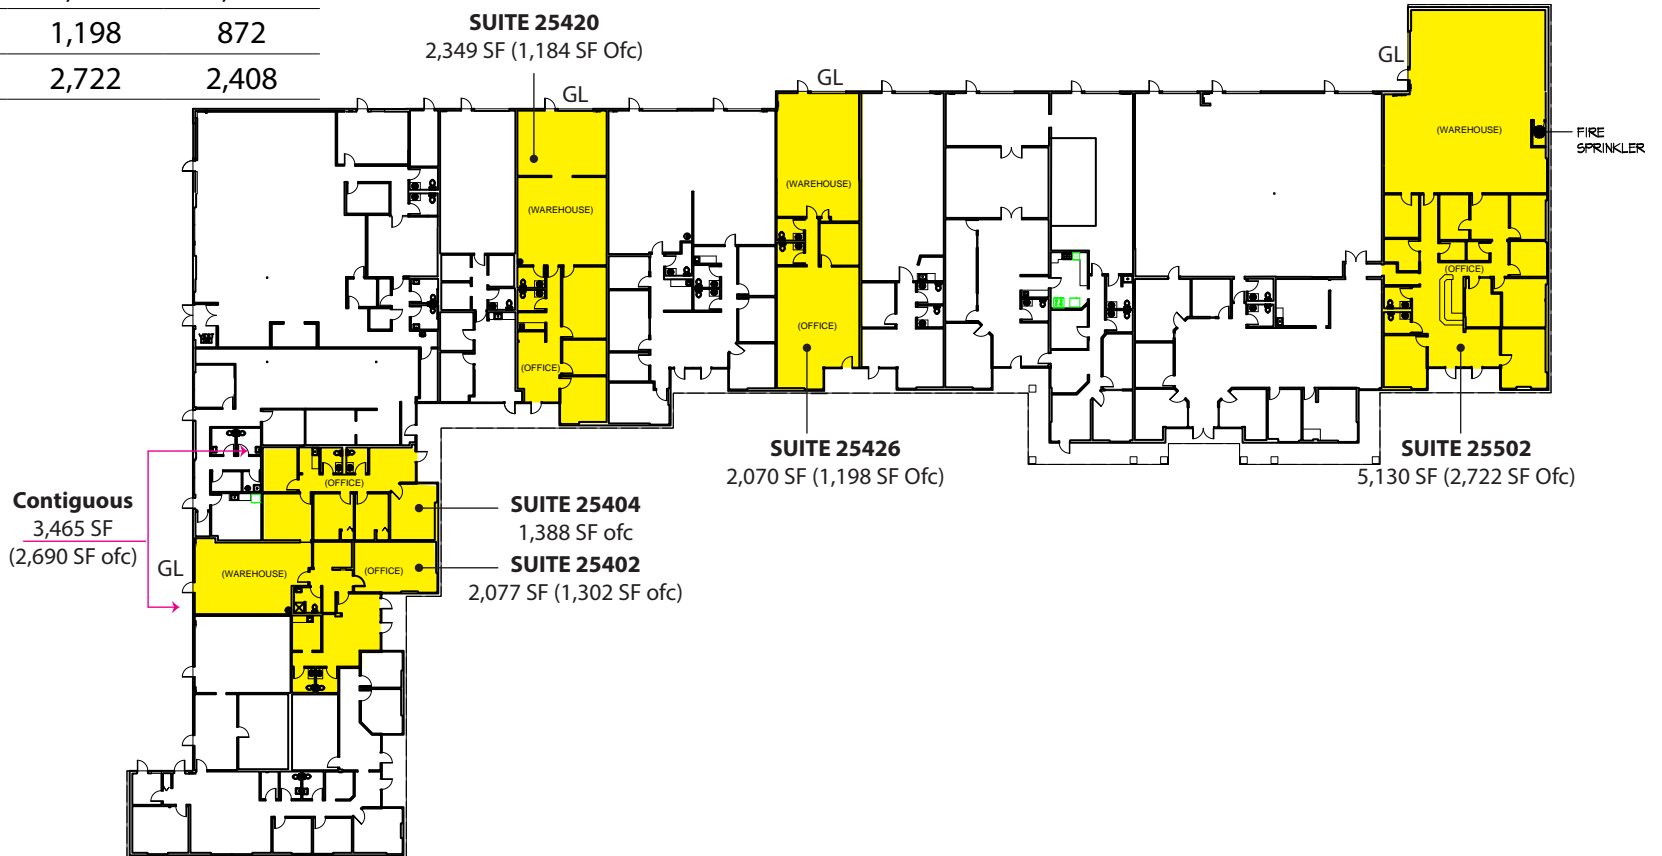 1,198 872
2,722 2,408
SUITE 25420
2,349 SF (1,184 SF Ofc)
GL
GL
GL
(WAREHOUSE)
FIRE
SPRINKLER
(WAREHOUSE)
(WAREHOUSE)
(OFFICE)
(OFFICE)
(OFFICE)
SUITE 25426
2,070 SF (1,198 SF Ofc)
SUITE 25502
5,130 SF (2,722 SF Ofc)
(OFFICE)
Contiguous
3,465 SF
(2,690 SF ofc)
SUITE 25404
1,388 SF ofc
GL
(WAREHOUSE)
(OFFICE)
SUITE 25402
2,077 SF (1,302 SF ofc)